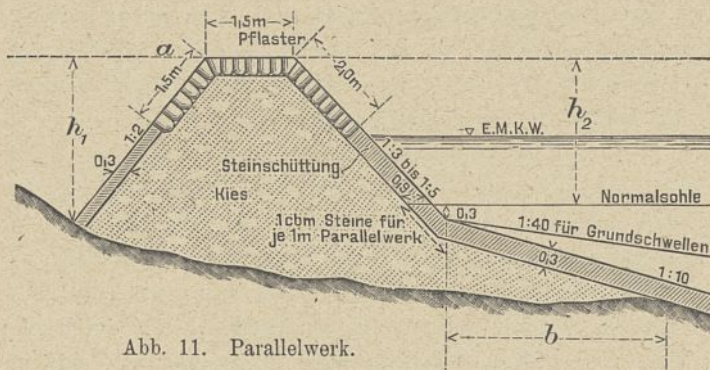 1,5m
Pflaster
a
1,5m
2,0m
h₁
h₂
1:2
E.M.K.W.
0,3
Steinschüttung
1:3 bis 1:5
Kies
0,9
Normalsohle
1cbm Steine für
je 1m Parallelwerk
0,3
1:40 für Grundschwellen
0,3
1:10
b
Abb. 11. Parallelwerk.